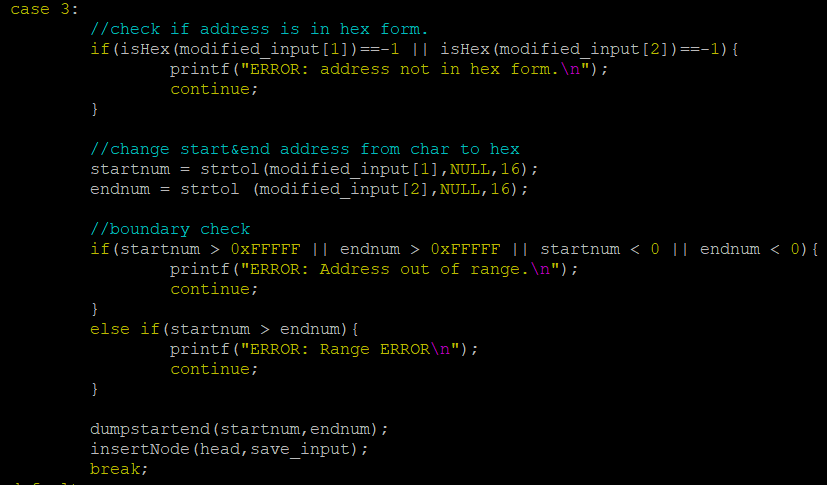 case 3:
//check if address is in hex form.
if(isHex(modified_input[1])==-1 || isHex(modified_input[2])==-1){
printf("ERROR: address not in hex form.\n");
continue;
}
//change start&end address from char to hex
startnum = strtol(modified_input[1],NULL,16);
endnum = strtol (modified_input[2],NULL,16);
//boundary check
if(startnum > 0xFFFFF || endnum > 0xFFFFF || startnum < 0 || endnum < 0){
printf("ERROR: Address out of range.\n");
continue;
}
else if(startnum > endnum){
printf("ERROR: Range ERROR\n");
continue;
}
dumpstartend(startnum,endnum);
insertNode(head,save_input);
break;